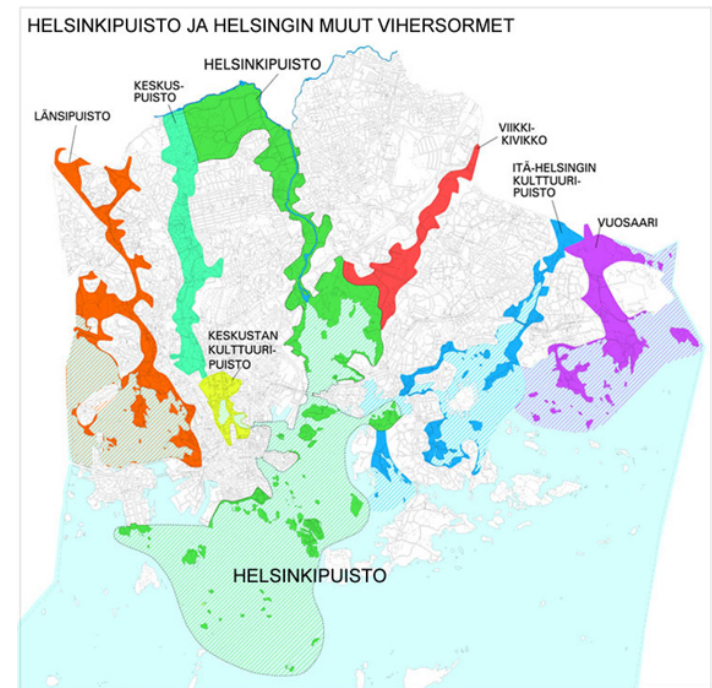 HELSINKIPUISTO JA HELSINGIN MUUT VIHERSORMET
HELSINKIPUISTO
KESKUS-
PUISTO
LÄNSIPUISTO
VIIKKI-
KIVIKKO
ITÄ-HELSINGIN
KULTTUURI-
PUISTO
VUOSAARI
KESKUSTAN
KULTTUURI-
PUISTO
HELSINKIPUISTO